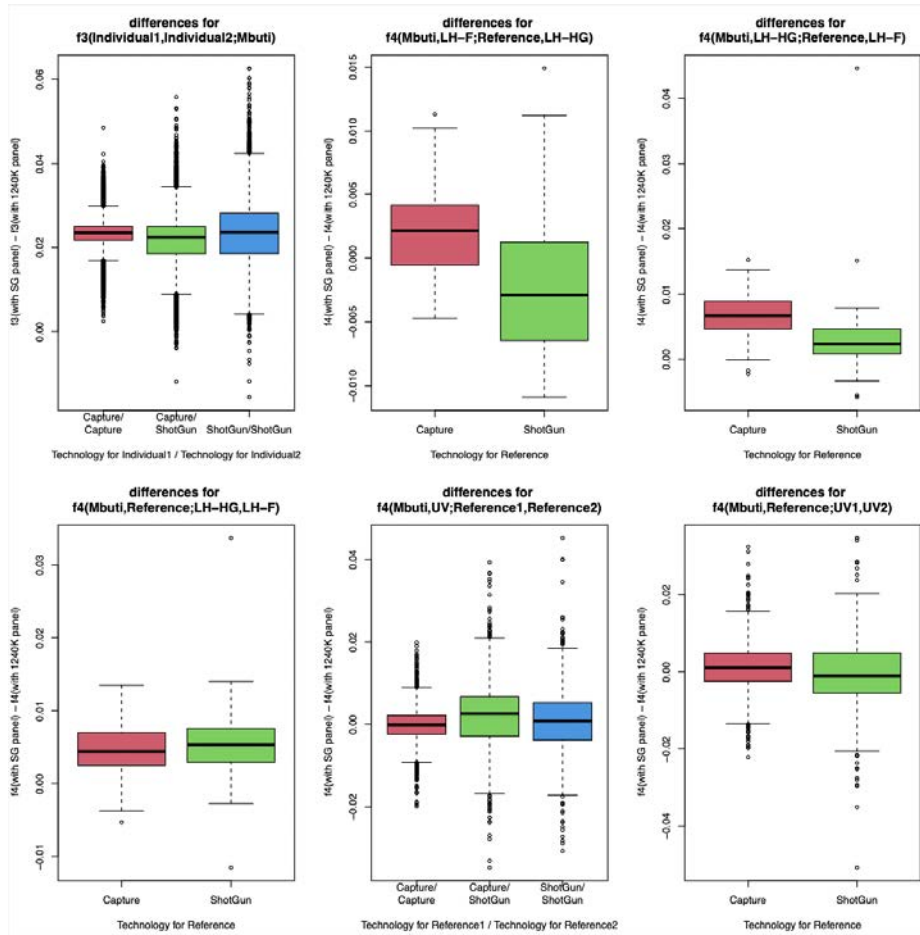 differences for
f3(Individual1,Individual2;Mbuti)
f3(with SG panel) − f3(with 1240K panel)
0.06
0.04
0.02
0.00
Capture/
Capture
Capture/
ShotGun
ShotGun/ShotGun
Technology for Individual1 / Technology for Individual2
differences for
f4(Mbuti,LH−F;Reference,LH−HG)
f4(with SG panel) − f4(with 1240K panel)
0.015
0.010
0.005
0.000
−0.005
−0.010
Capture
ShotGun
Technology for Reference
differences for
f4(Mbuti,LH−HG;Reference,LH−F)
f4(with SG panel) − f4(with 1240K panel)
0.04
0.03
0.02
0.01
0.00
Capture
ShotGun
Technology for Reference
differences for
f4(Mbuti,Reference;LH−HG,LH−F)
f4(with SG panel) − f4(with 1240K panel)
0.03
0.02
0.01
0.00
−0.01
Capture
ShotGun
Technology for Reference
differences for
f4(Mbuti,UV;Reference1,Reference2)
f4(with SG panel) − f4(with 1240K panel)
0.04
0.02
0.00
−0.02
Capture/
Capture
Capture/
ShotGun
ShotGun/
ShotGun
Technology for Reference1 / Technology for Reference2
differences for
f4(Mbuti,Reference;UV1,UV2)
f4(with SG panel) − f4(with 1240K panel)
0.02
0.00
−0.02
−0.04
Capture
ShotGun
Technology for Reference